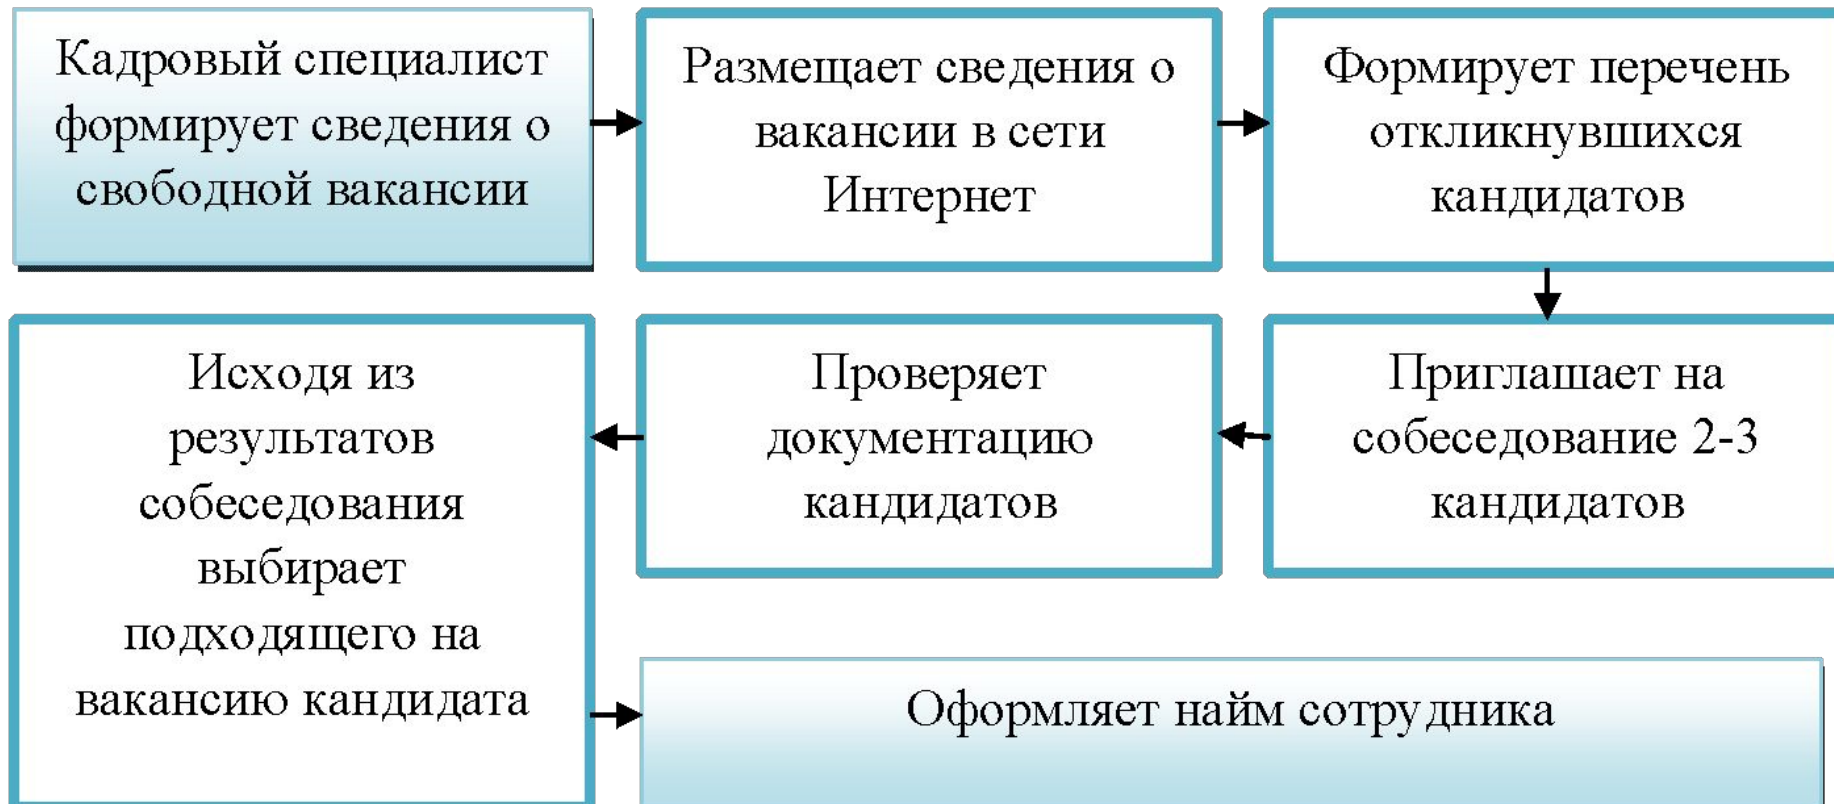 Кадровый специалист
формирует сведения о
свободной вакансии
Размещает сведения о
вакансии в сети
Интернет
Формирует перечень
откликнувшихся
кандидатов
Приглашает на
собеседование 2-3
кандидатов
Проверяет
документацию
кандидатов
Исходя из
результатов
собеседования
выбирает
подходящего на
вакансию кандидата
Оформляет найм сотрудника